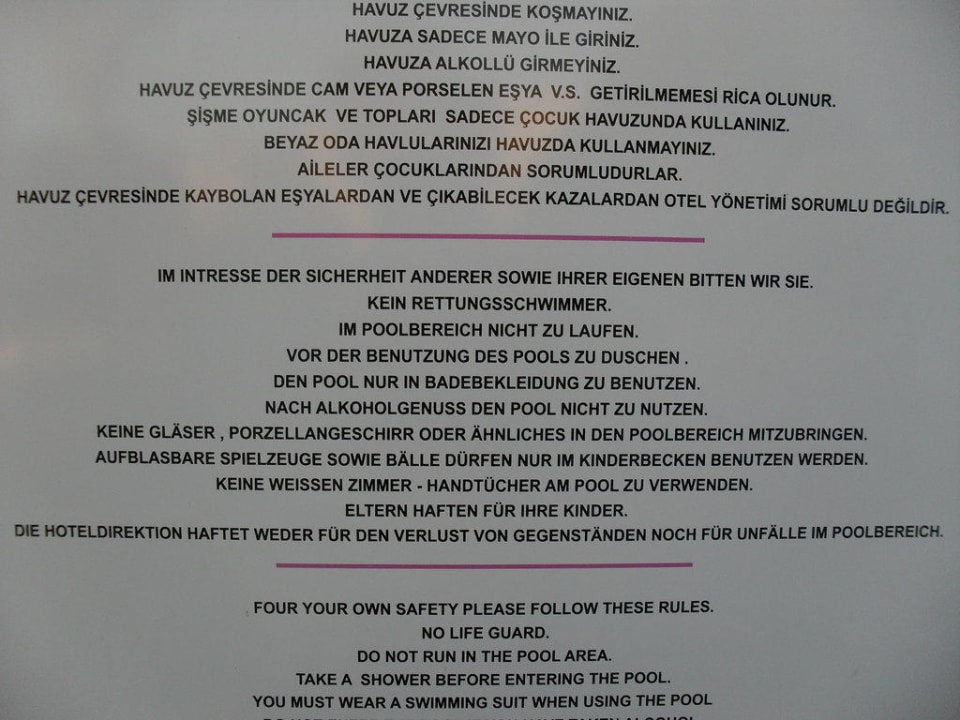 HAVUZ ÇEVRESİNDE KOŞMAYINIZ.
HAVUZA SADECE MAYO İLE GİRİNİZ.
HAVUZA ALKOLLÜ GİRMEYİNİZ.
HAVUZ ÇEVRESİNDE CAM VEYA PORSELEN EŞYA V.S. GETİRİLMEMESİ RİCA OLUNUR.
ŞİŞME OYUNCAK VE TOPLARI SADECE ÇOCUK HAVUZUNDA KULLANINIZ.
BEYAZ ODA HAVLULARINIZI HAVUZDA KULLANMAYINIZ.
AİLELER ÇOCUKLARINDAN SORUMLUDURLAR.
HAVUZ ÇEVRESİNDE KAYBOLAN EŞYALARDAN VE ÇIKABİLECEK KAZALARDAN OTEL YÖNETİMİ SORUMLU DEĞİLDİR.
IM INTRESSE DER SICHERHEIT ANDERER SOWIE IHRER EIGENEN BITTEN WIR SIE.
KEIN RETTUNGSSCHWIMMER.
IM POOLBEREICH NICHT ZU LAUFEN.
VOR DER BENUTZUNG DES POOLS ZU DUSCHEN .
DEN POOL NUR IN BADEBEKLEIDUNG ZU BENUTZEN.
NACH ALKOHOLGENUSS DEN POOL NICHT ZU NUTZEN.
KEINE GLÄSER , PORZELLANGESCHIRR ODER ÄHNLICHES IN DEN POOLBEREICH MITZUBRINGEN.
AUFBLASBARE SPIELZEUGE SOWIE BÄLLE DÜRFEN NUR IM KINDERBECKEN BENUTZEN WERDEN.
KEINE WEISSEN ZIMMER - HANDTÜCHER AM POOL ZU VERWENDEN.
ELTERN HAFTEN FÜR IHRE KINDER.
DIE HOTELDIREKTION HAFTET WEDER FÜR DEN VERLUST VON GEGENSTÄNDEN NOCH FÜR UNFÄLLE IM POOLBEREICH.
FOUR YOUR OWN SAFETY PLEASE FOLLOW THESE RULES.
NO LIFE GUARD.
DO NOT RUN IN THE POOL AREA.
TAKE A SHOWER BEFORE ENTERING THE POOL.
YOU MUST WEAR A SWIMMING SUIT WHEN USING THE POOL